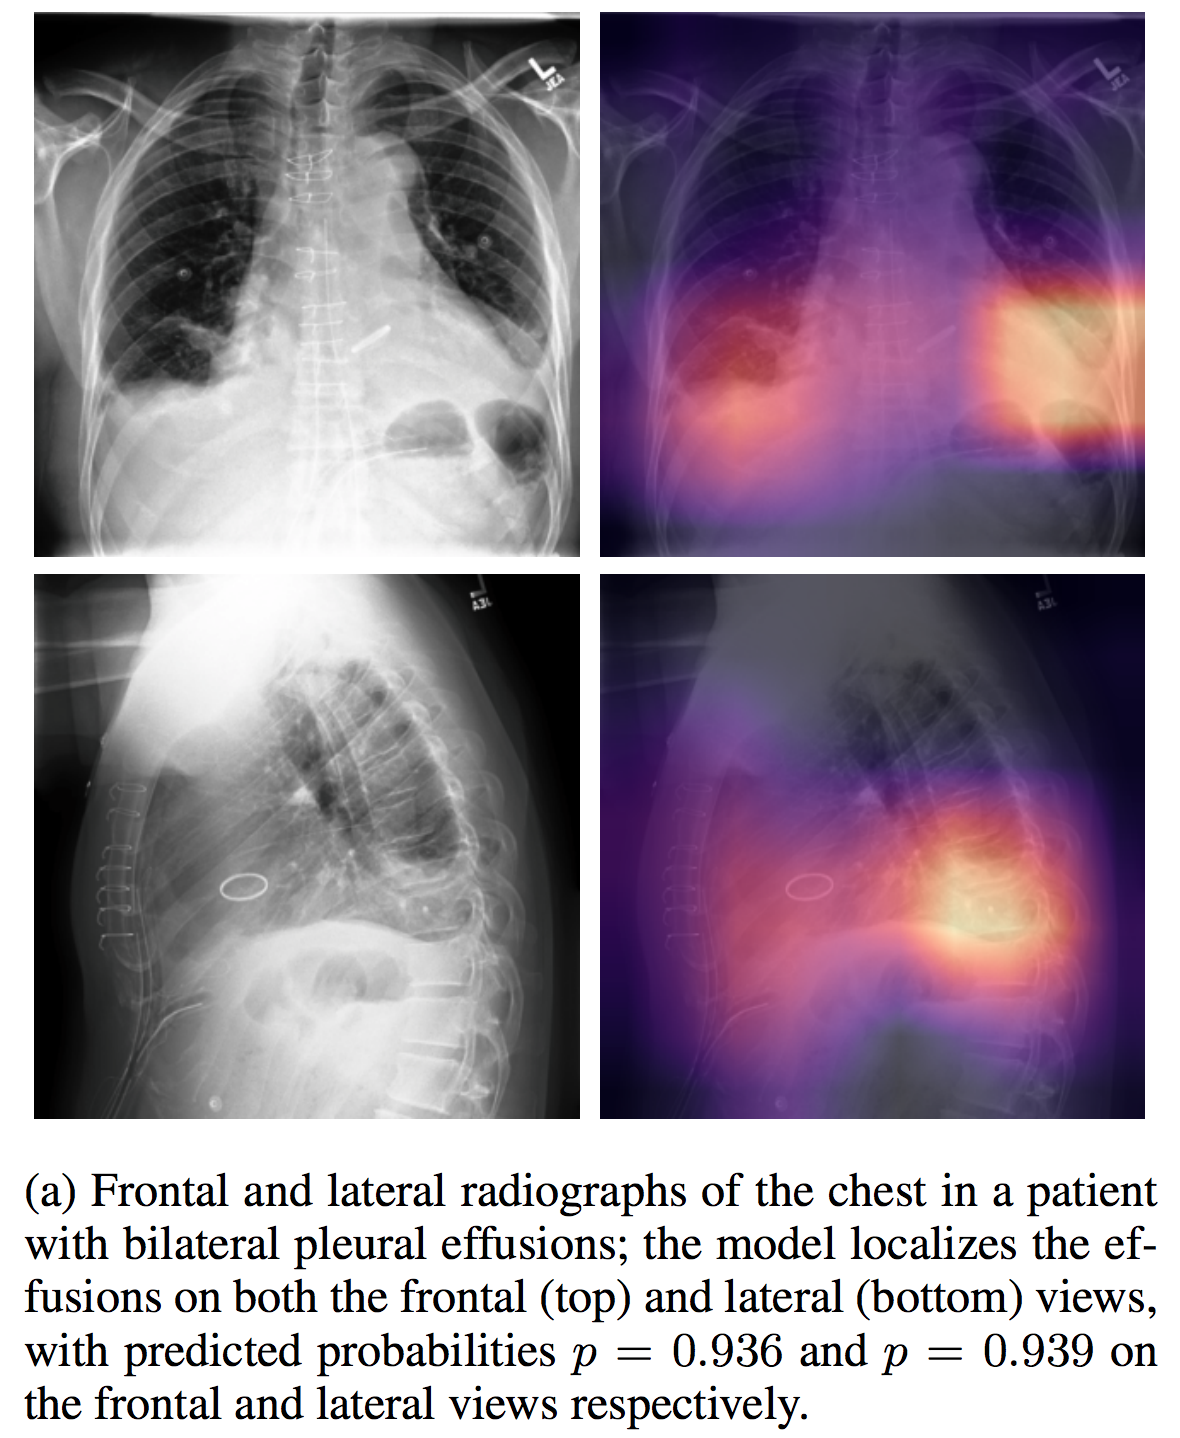 L
JEA
L
JEA
(a) Frontal and lateral radiographs of the chest in a patient
with bilateral pleural effusions; the model localizes the ef-
fusions on both the frontal (top) and lateral (bottom) views,
with predicted probabilities p = 0.936 and p = 0.939 on
the frontal and lateral views respectively.